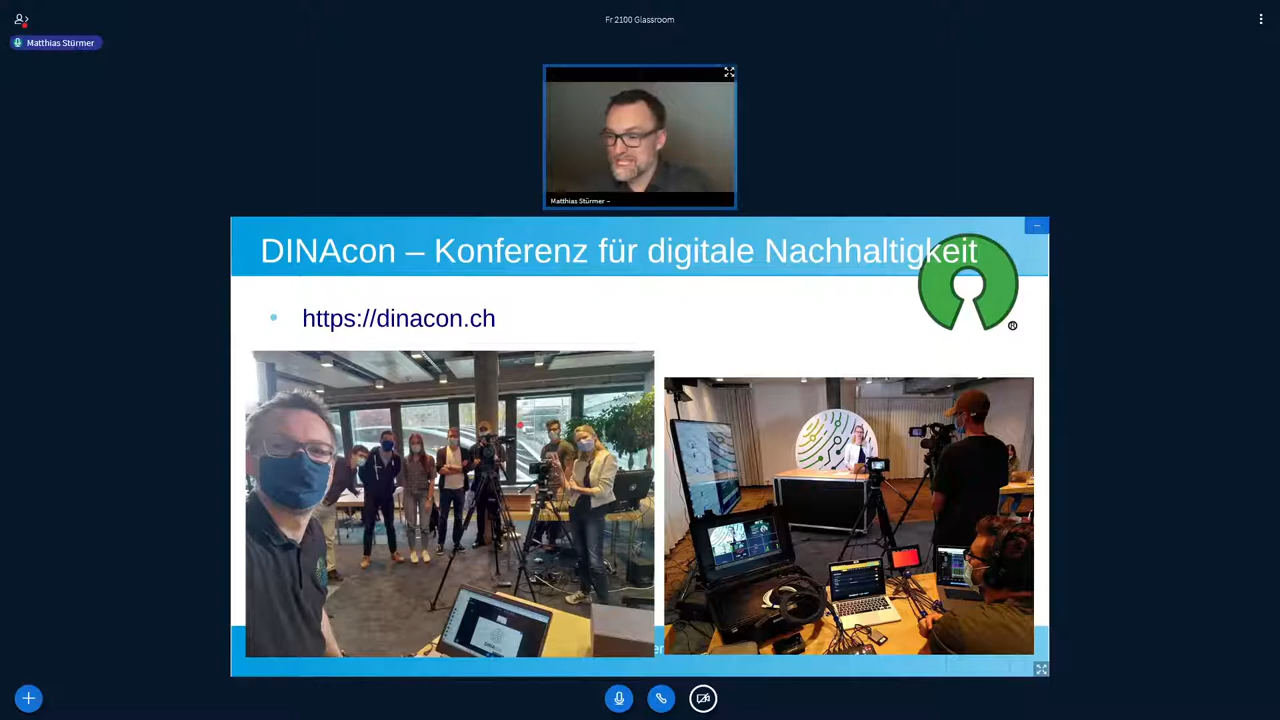 Fr 2100 Glassroom
Matthias Stürmer
Matthias Stürmer
DINAcon – Konferenz für digitale Nachhaltigkeit
®
• https://dinacon.ch